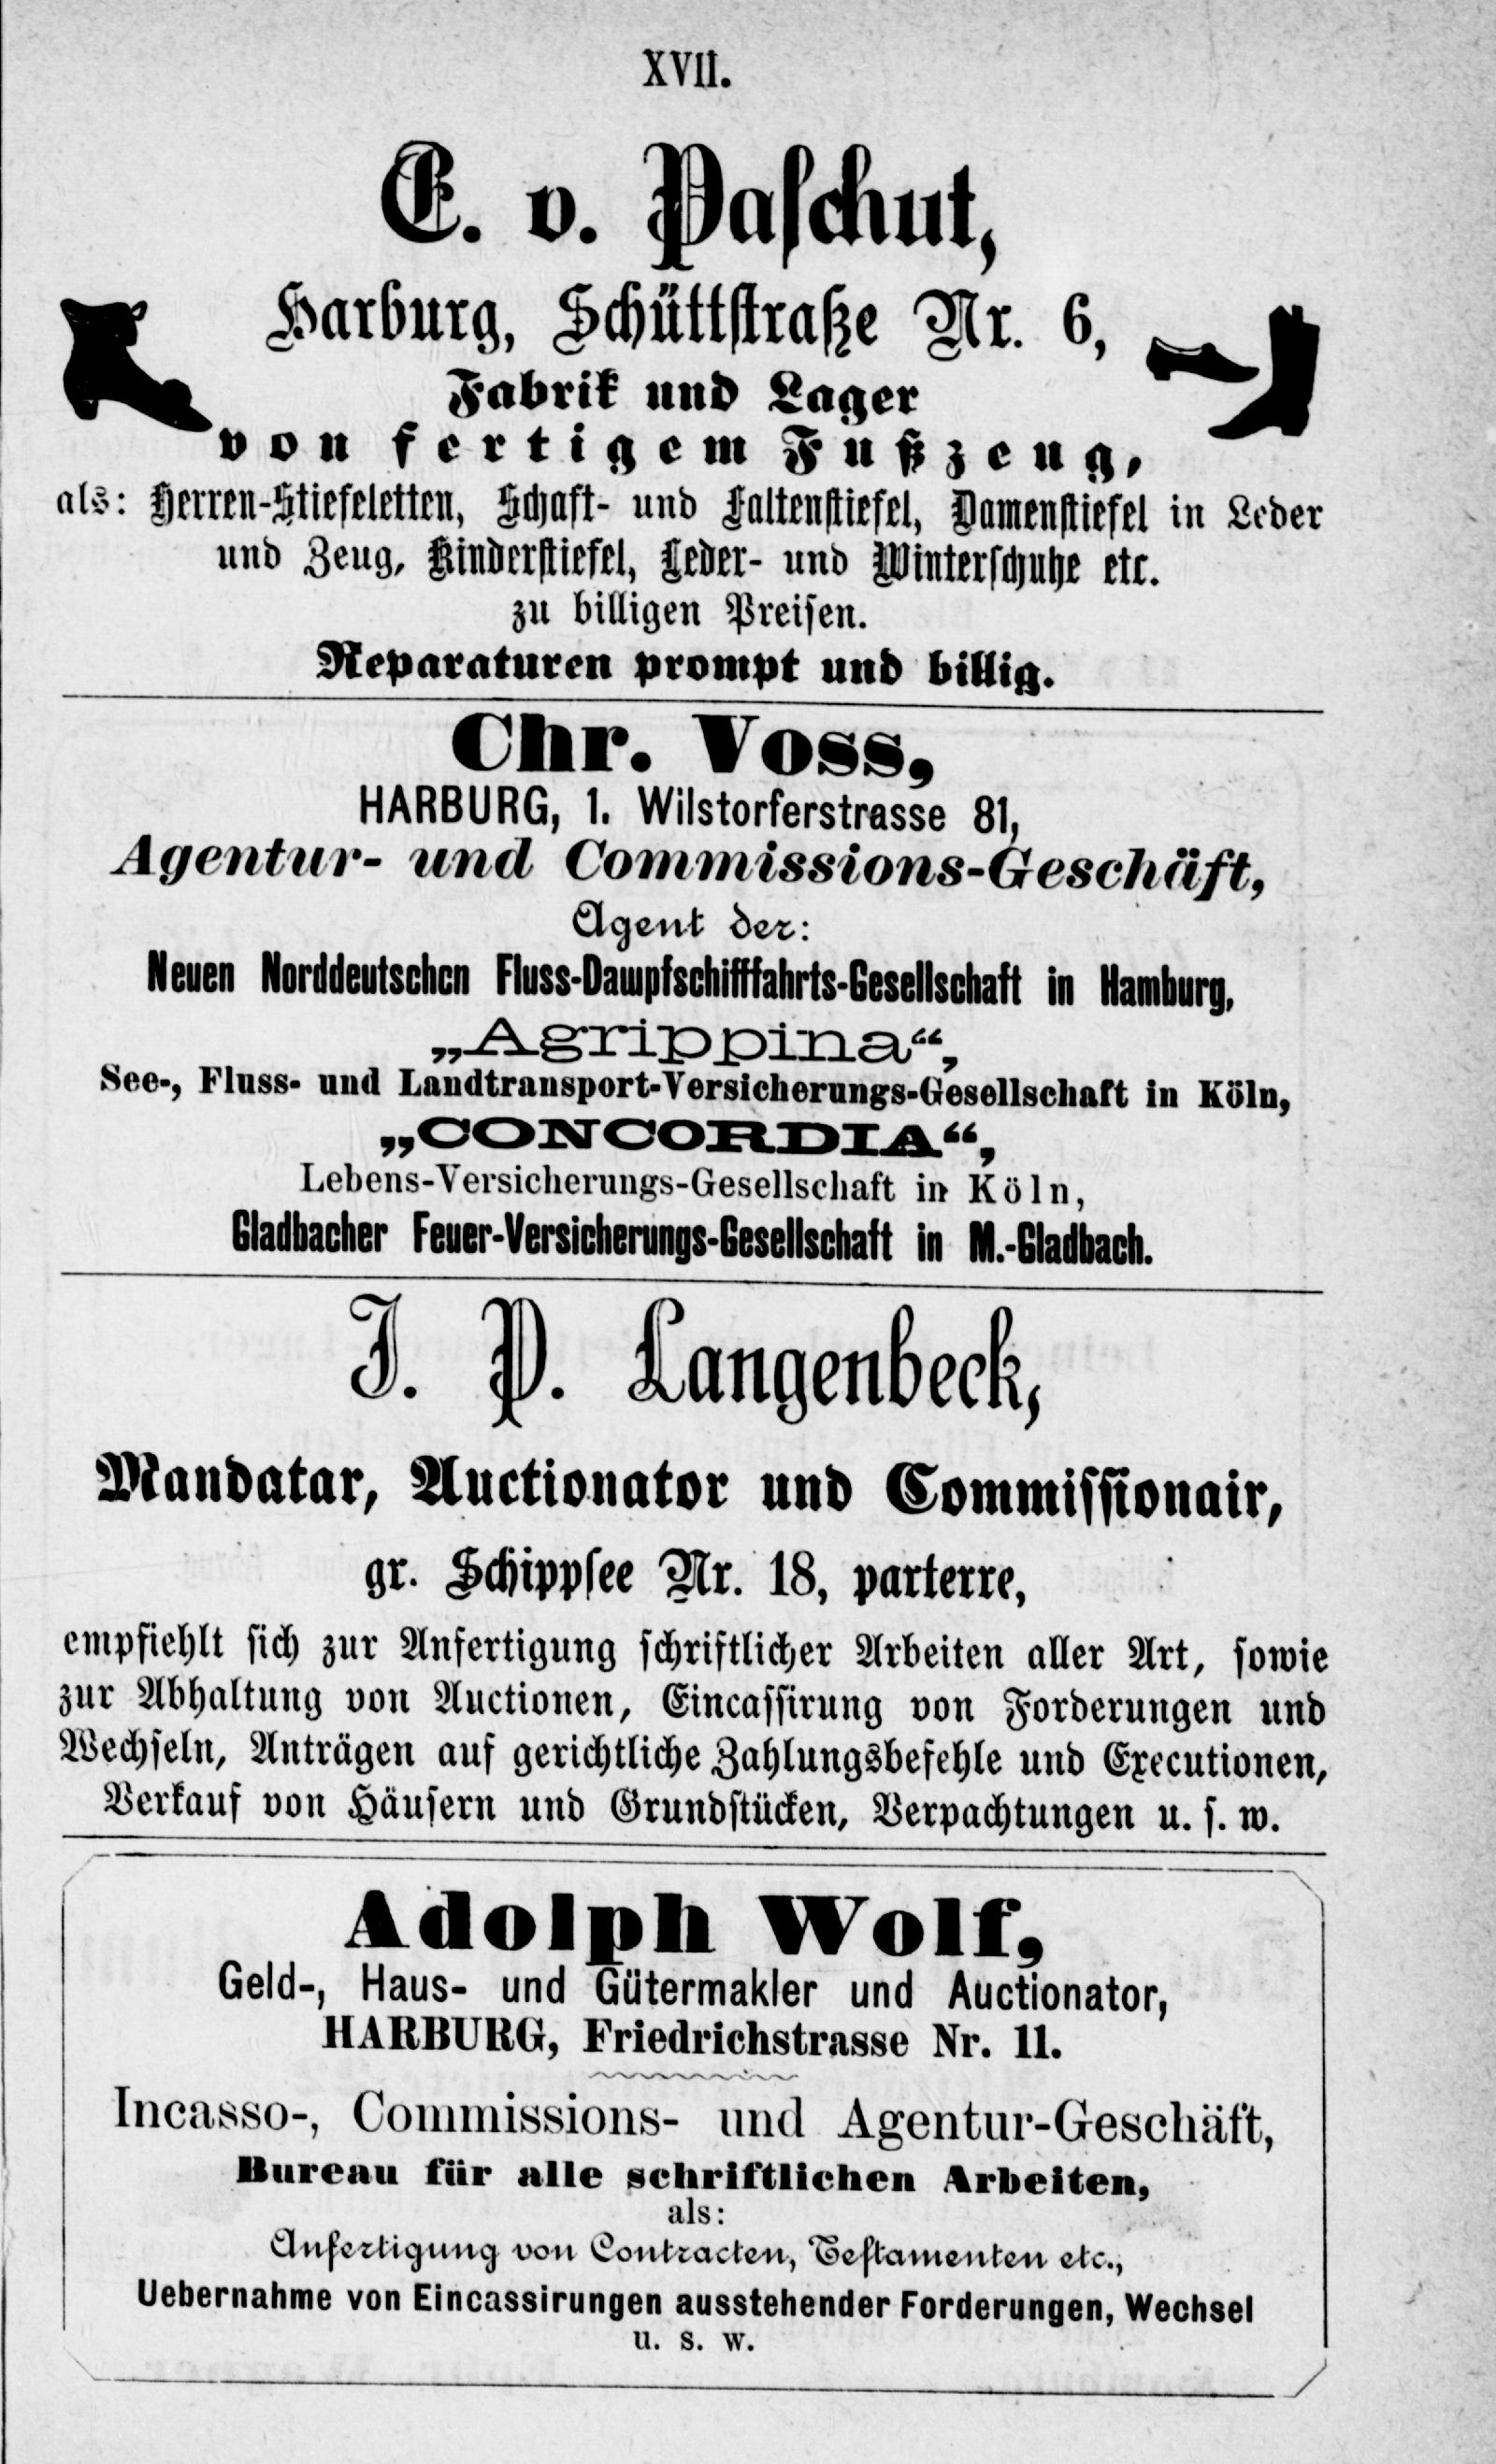 XVII.
E. v. Paschut,
Harburg, Schüttstraße Nr. 6,
Fabrik und Lager
von fertigem Fußzeug,
als: Herren-Stiefeletten, Schaft- und Faltenstiefel, Damenstiefel in Leder
und Zeug, Kinderstiefel, Leder- und Winterschuhe etc.
zu billigen Preisen.
Reparaturen prompt und billig.
Chr. Voss,
HARBURG, 1. Wilstorferstrasse 81,
Agentur- und Commissions-Geschäft,
Agent der:
Neuen Norddeutschen Fluss-Dampfschifffahrts-Gesellschaft in Hamburg,
„Agrippina“,
See-, Fluss- und Landtransport-Versicherungs-Gesellschaft in Köln,
„CONCORDIA“,
Lebens-Versicherungs-Gesellschaft in Köln,
Gladbacher Feuer-Versicherungs-Gesellschaft in M.-Gladbach.
J. P. Langenbeck,
Mandatar, Auctionator und Commissionair,
gr. Schippsee Nr. 18, parterre,
empfiehlt sich zur Anfertigung schriftlicher Arbeiten aller Art, sowie
zur Abhaltung von Auctionen, Eincassirung von Forderungen und
Wechseln, Anträgen auf gerichtliche Zahlungsbefehle und Executionen,
Verkauf von Häusern und Grundstücken, Verpachtungen u. s. w.
Adolph Wolf,
Geld-, Haus- und Gütermakler und Auctionator,
HARBURG, Friedrichstrasse Nr. 11.
Incasso-, Commissions- und Agentur-Geschäft,
Bureau für alle schriftlichen Arbeiten,
als:
Anfertigung von Contracten, Testamenten etc.,
Uebernahme von Eincassirungen ausstehender Forderungen, Wechsel
u. s. w.